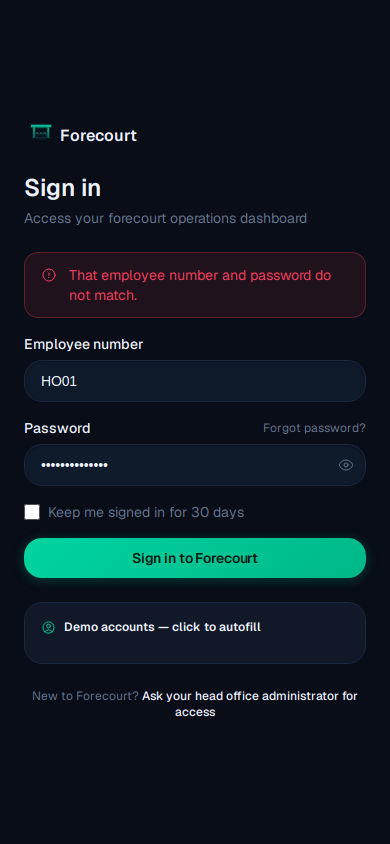 Forecourt
Sign in
Access your forecourt operations dashboard
That employee number and password do
not match.
Employee number
HO01
Password
Forgot password?
••••••••••••••
Keep me signed in for 30 days
Sign in to Forecourt
Demo accounts — click to autofill
New to Forecourt? Ask your head office administrator for
access